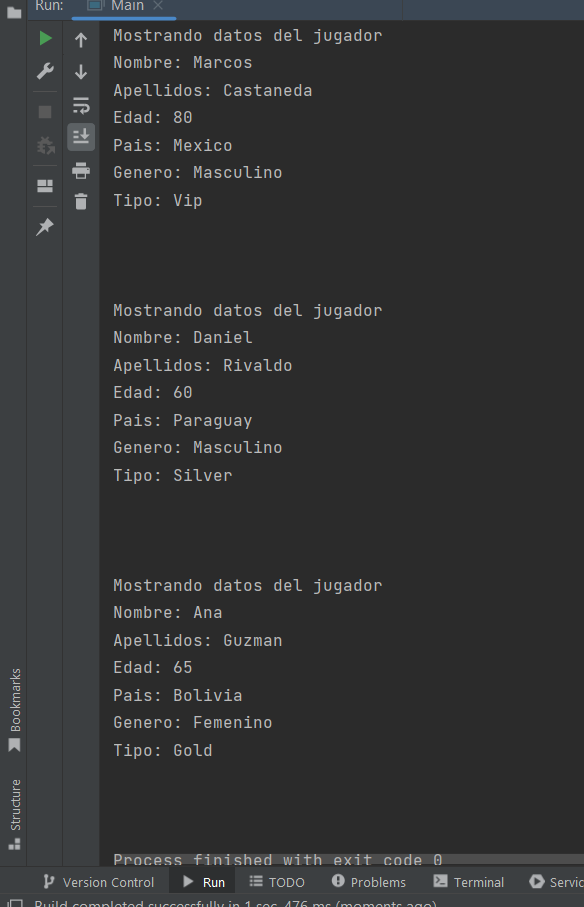 Run:
Main
Mostrando datos del jugador
Nombre: Marcos
Apellidos: Castaneda
Edad: 80
Pais: Mexico
Genero: Masculino
Tipo: Vip
Mostrando datos del jugador
Nombre: Daniel
Apellidos: Rivaldo
Edad: 60
Pais: Paraguay
Genero: Masculino
Tipo: Silver
Mostrando datos del jugador
Nombre: Ana
Apellidos: Guzman
Edad: 65
Pais: Bolivia
Genero: Femenino
Tipo: Gold
Process finished with exit code 0
Bookmarks
Structure
Version Control
Run
TODO
Problems
Terminal
Servic
Build completed successfully in 1 sec, 476 ms (moments ago)